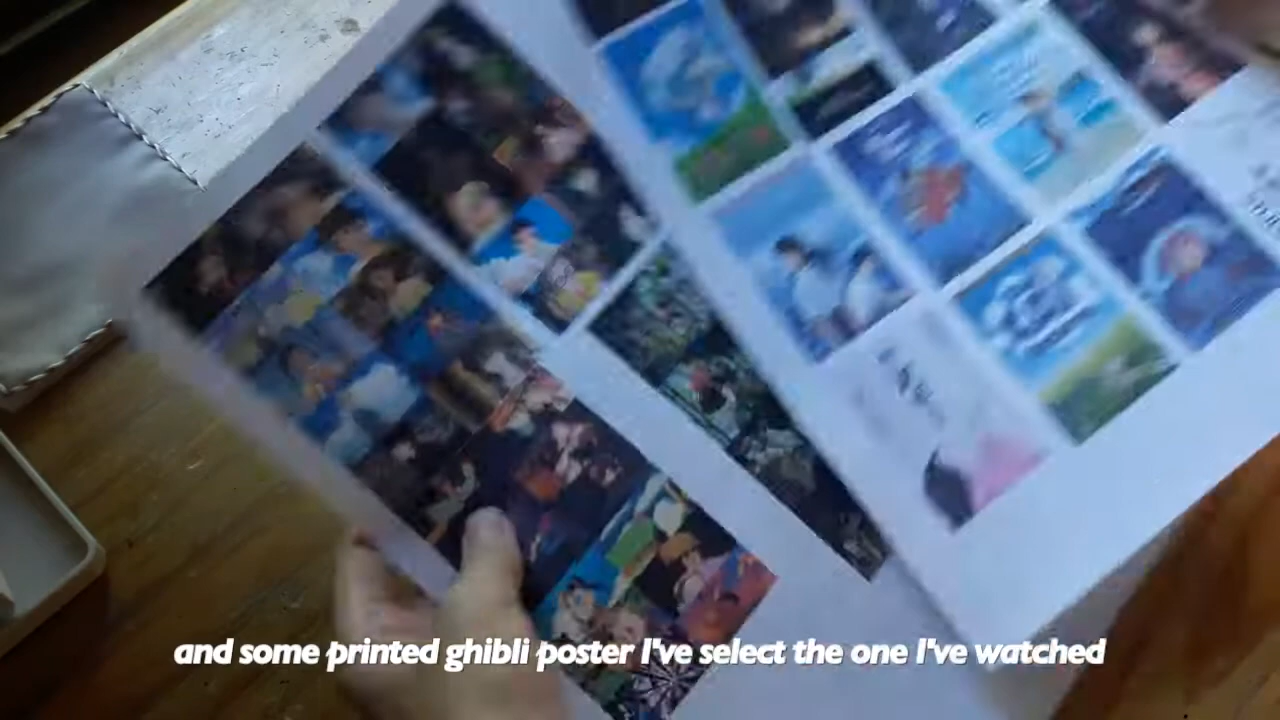 and some printed ghibli poster I've select the one I've watched